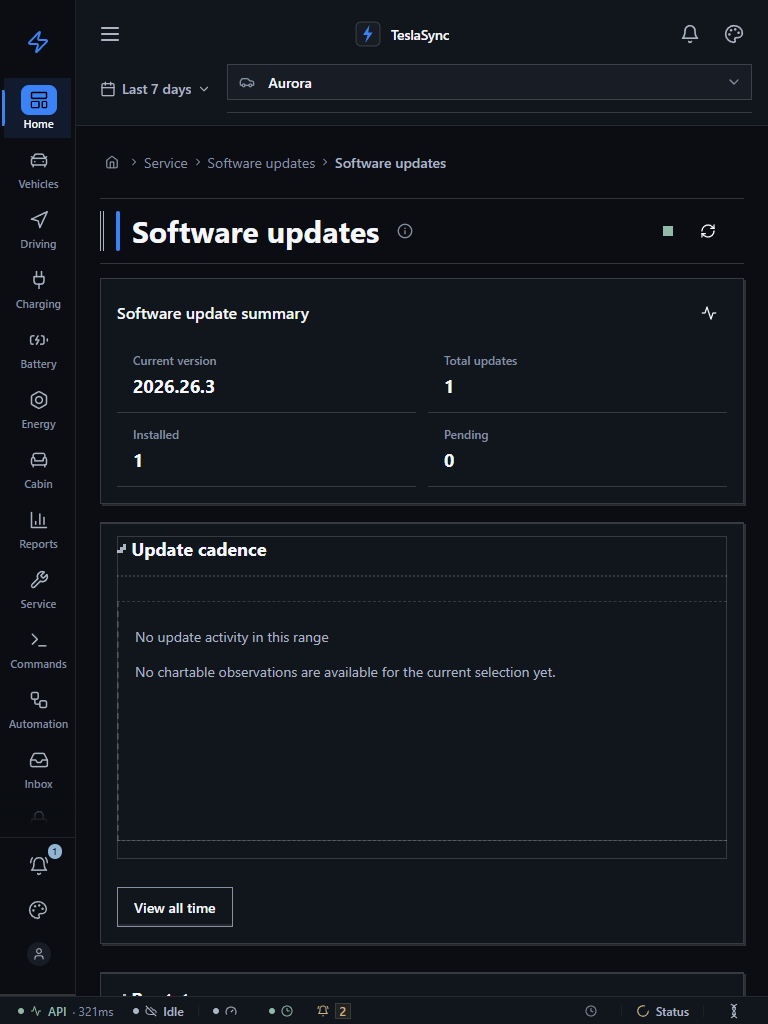 TeslaSync
Last 7 days
Aurora
Home
Vehicles
Driving
Charging
Battery
Energy
Cabin
Reports
Service
Commands
Automation
Inbox
1
Service
Software updates
Software updates
Software updates
Software update summary
Current version
2026.26.3
Total updates
1
Installed
1
Pending
0
Update cadence
No update activity in this range
No chartable observations are available for the current selection yet.
View all time
API · 321ms
Idle
2
Status